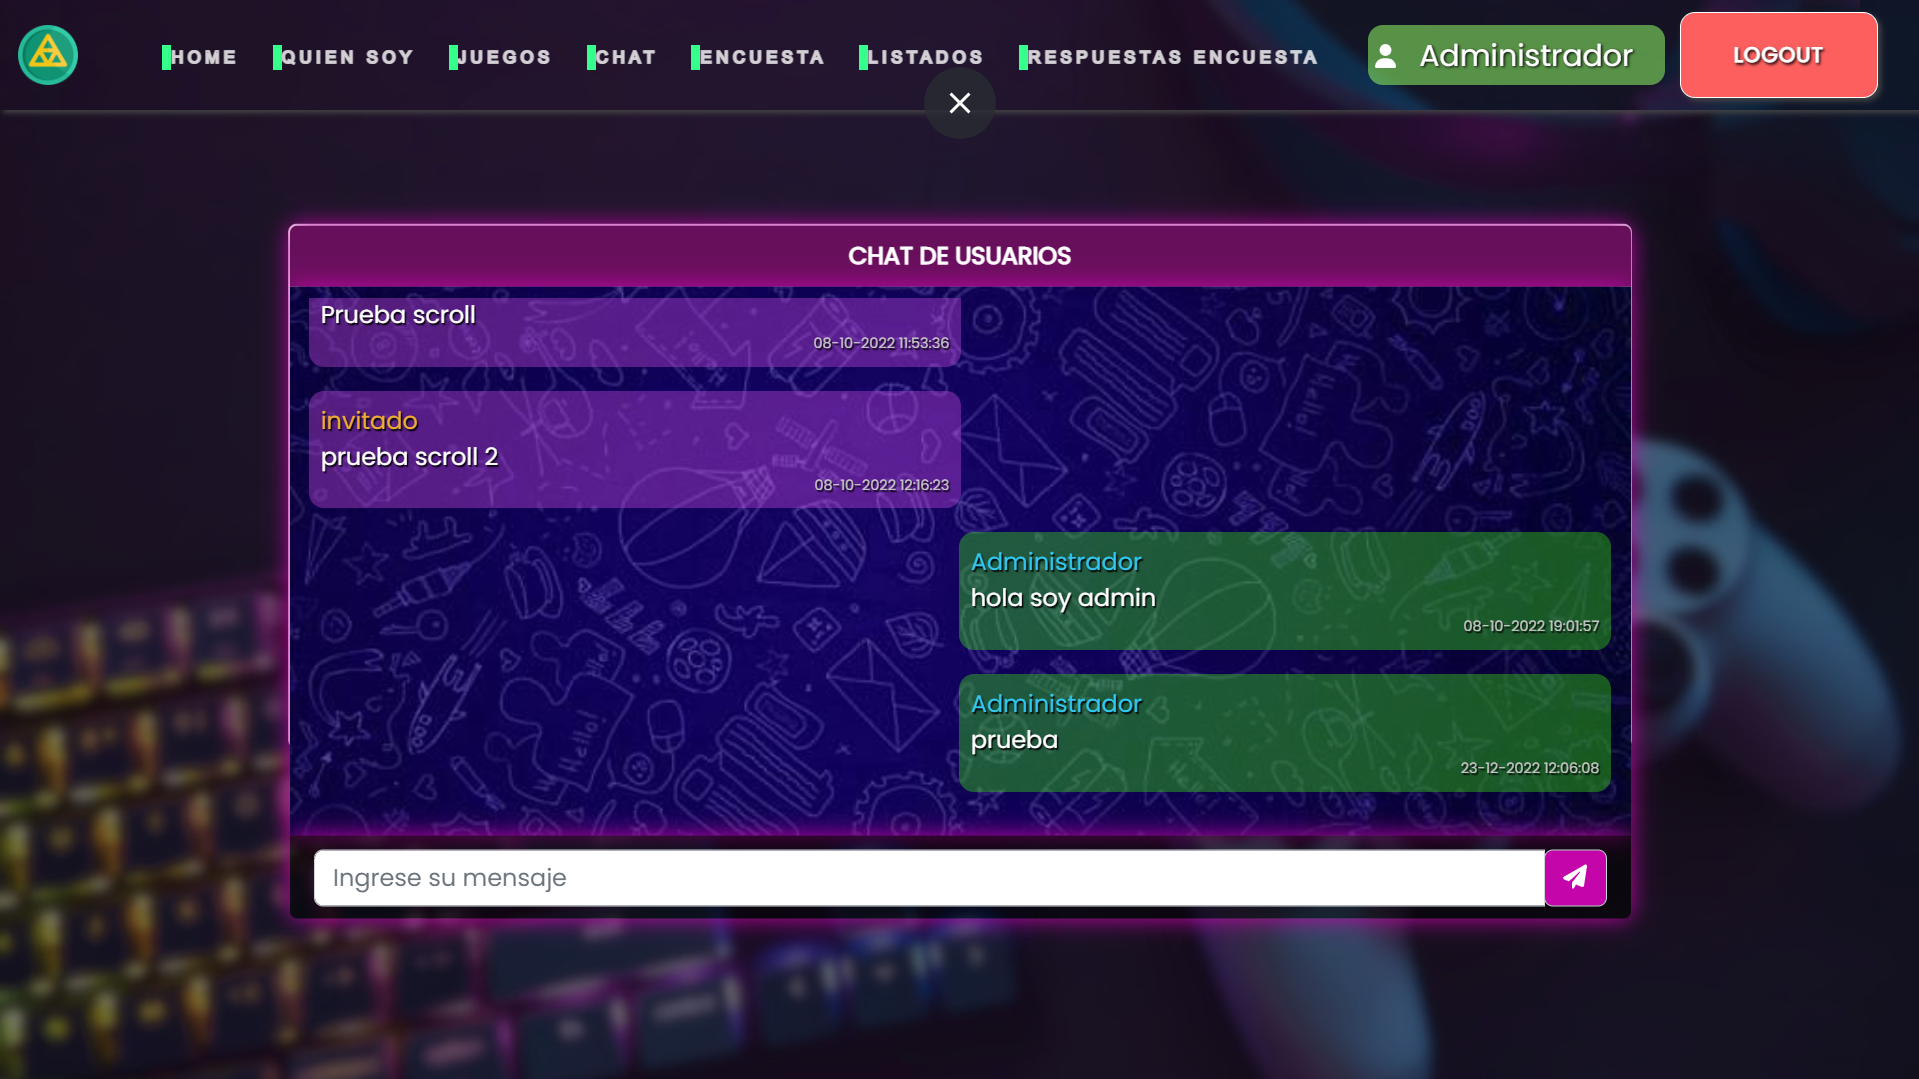 HOME
QUIEN SOY
JUEGOS
CHAT
ENCUESTA
LISTADOS
RESPUESTAS ENCUESTA
Administrador
LOGOUT
CHAT DE USUARIOS
Prueba scroll
08-10-2022 11:53:36
invitado
prueba scroll 2
08-10-2022 12:16:23
Administrador
hola soy admin
08-10-2022 19:01:57
Administrador
prueba
23-12-2022 12:06:08
Ingrese su mensaje